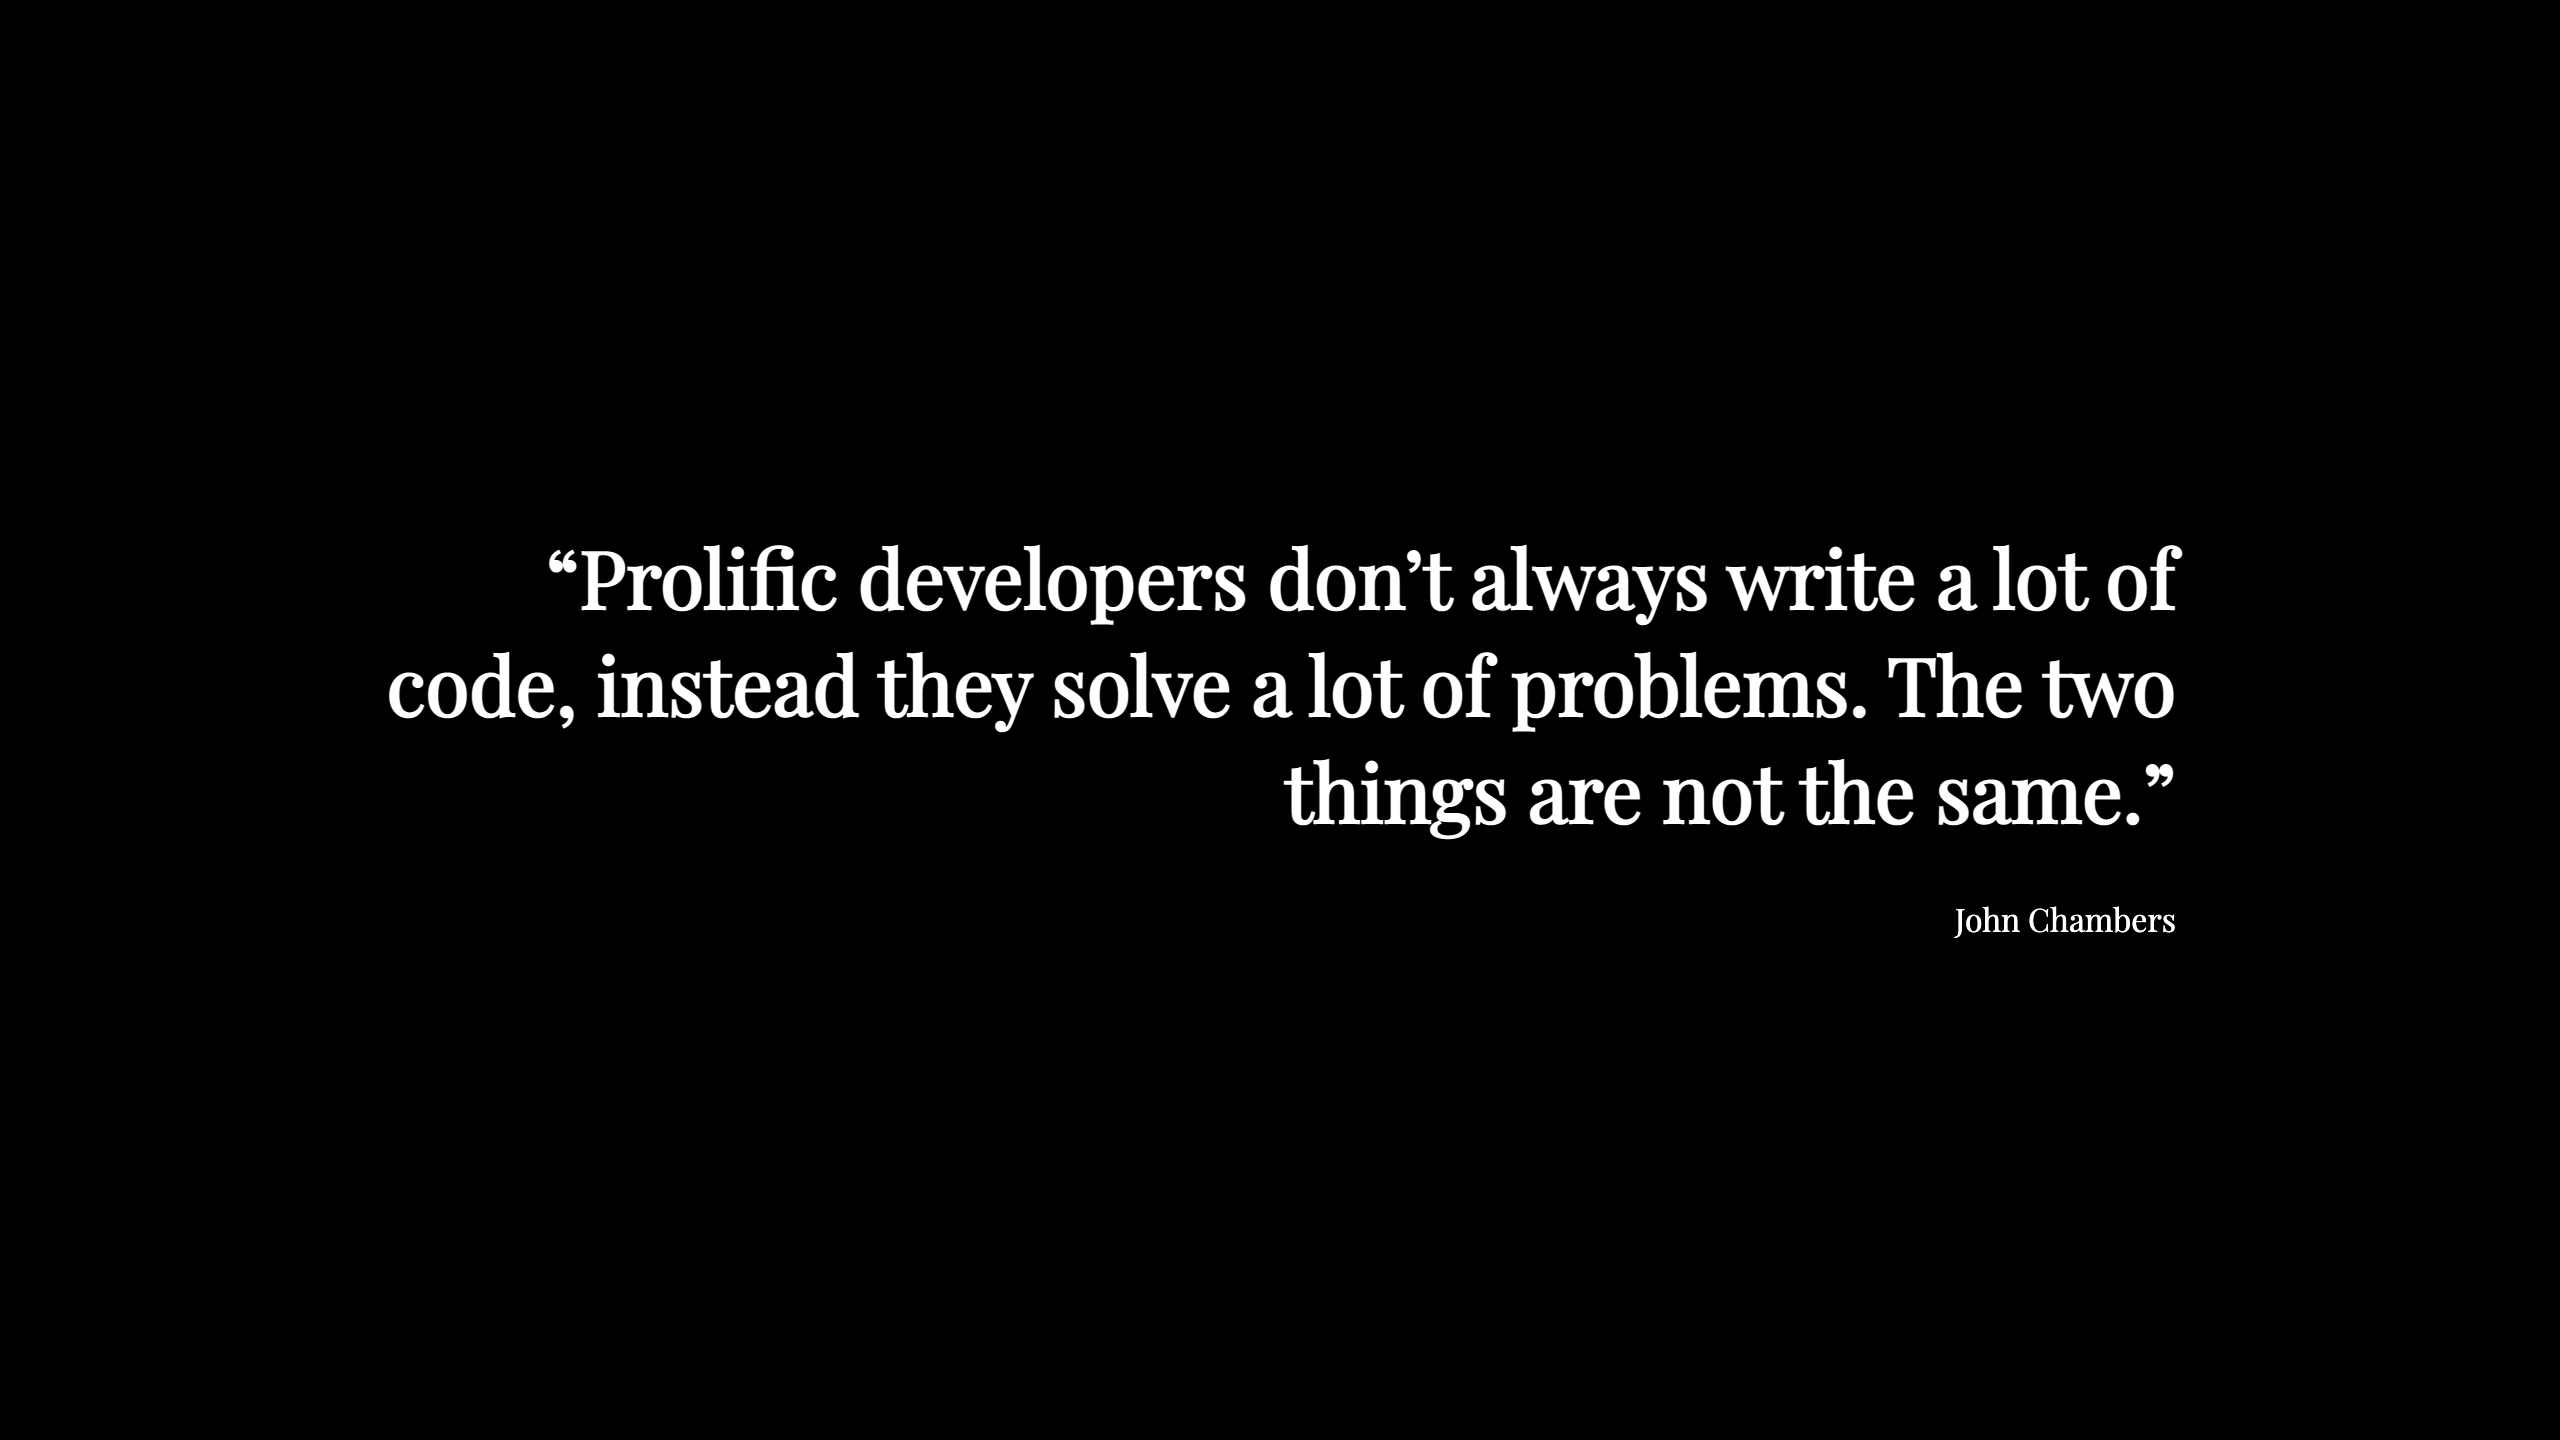 “Prolific developers don’t always write a lot of
code, instead they solve a lot of problems. The two
things are not the same.”
John Chambers